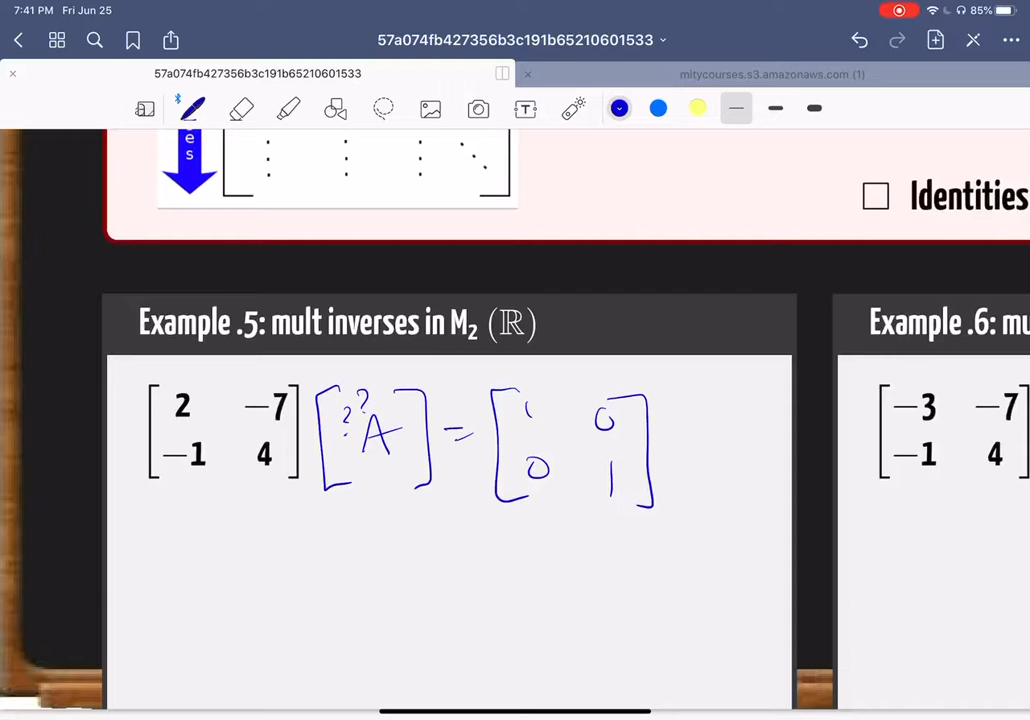 7:41 PM Fri Jun 25
85%
57a074fb427356b3c191b65210601533
57a074fb427356b3c191b65210601533
mitycourses.s3.amazonaws.com (1)
T
e
s
Identities
Example .5: mult inverses in M₂ (ℝ)
Example .6: mu
2 −7 ? ? A = 1 0 −3 −7
−1 4 0 1 −1 4